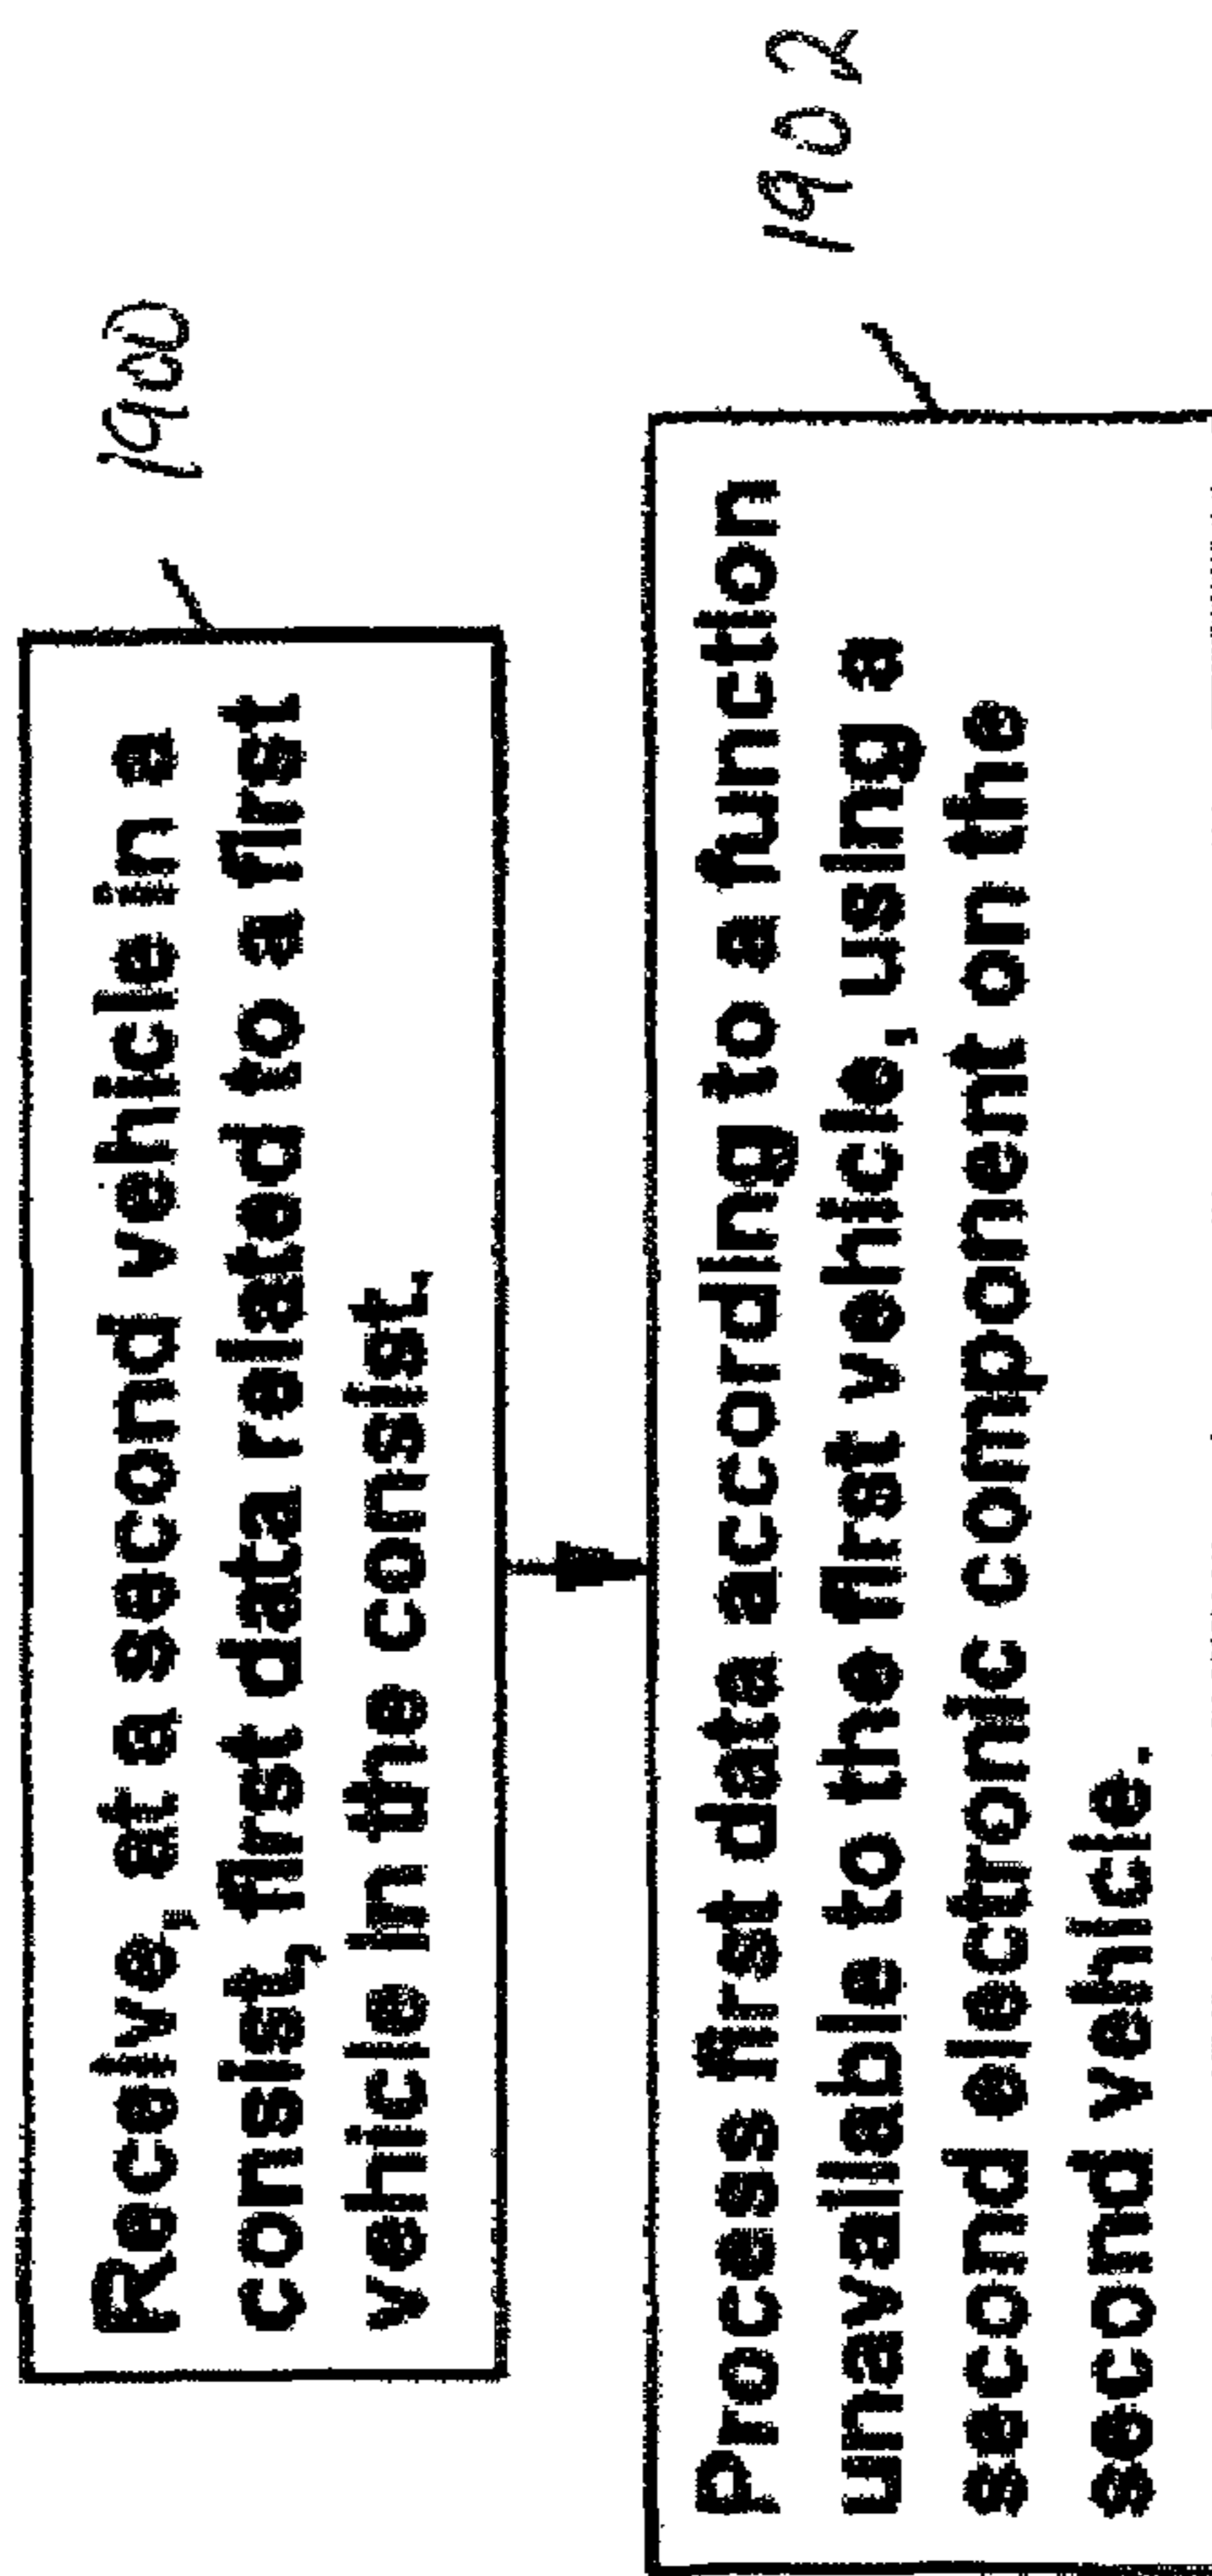 Receive, at a second vehicle in a
consist, first data related to a first
vehicle in the consist.
1900
Process first data according to a function
unavailable to the first vehicle, using a
second electronic component on the
second vehicle.
1902